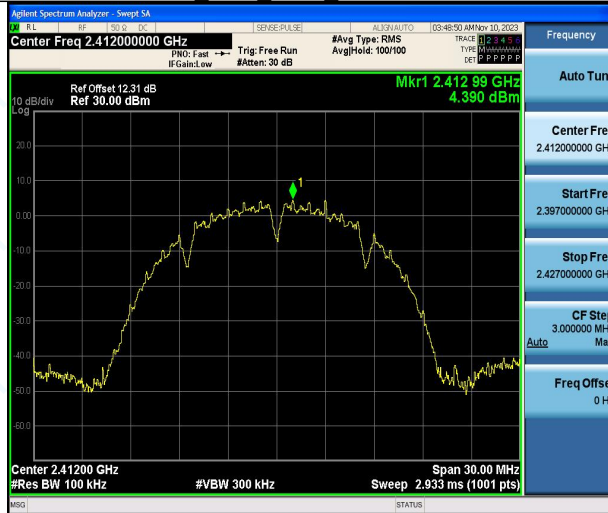 Agilent Spectrum Analyzer - Swept SA
RL RF 50 Ω DC SENSE:PULSE ALIGN AUTO 03:48:50 AM Nov 10, 2023
Center Freq 2.412000000 GHz
PNO: Fast
IFGain:Low
Trig: Free Run
#Atten: 30 dB
#Avg Type: RMS
Avg|Hold: 100/100
TRACE 1 2 3 4 5 6
TYPE M
DET P P P P P P
Ref Offset 12.31 dB
10 dB/div Ref 30.00 dBm
Log
Mkr1 2.412 99 GHz
4.390 dBm
20.0
10.0
0.00
-10.0
-20.0
-30.0
-40.0
-50.0
-60.0
1
Center 2.41200 GHz
Span 30.00 MHz
#Res BW 100 kHz
#VBW 300 kHz
Sweep 2.933 ms (1001 pts)
MSG
STATUS
Frequency
Auto Tun
Center Fre
2.412000000 GH
Start Fre
2.397000000 GH
Stop Fre
2.427000000 GH
CF Ste
3.000000 MH
Auto Ma
Freq Offse
0 H